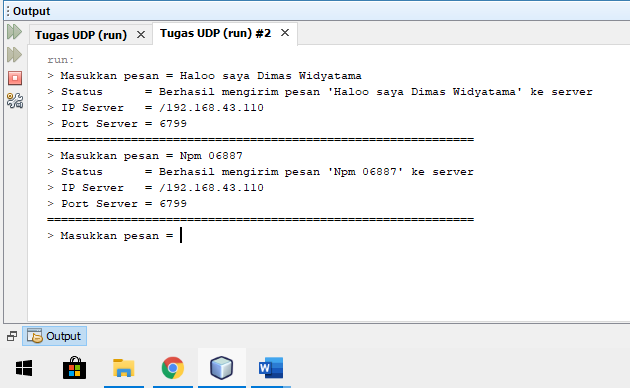 Output
Tugas UDP (run) × Tugas UDP (run) #2 ×
run:
> Masukkan pesan = Haloo saya Dimas Widyatama
> Status = Berhasil mengirim pesan 'Haloo saya Dimas Widyatama' ke server
> IP Server = /192.168.43.110
> Port Server = 6799
=============================================================
> Masukkan pesan = Npm 06887
> Status = Berhasil mengirim pesan 'Npm 06887' ke server
> IP Server = /192.168.43.110
> Port Server = 6799
=============================================================
> Masukkan pesan =
Output
W